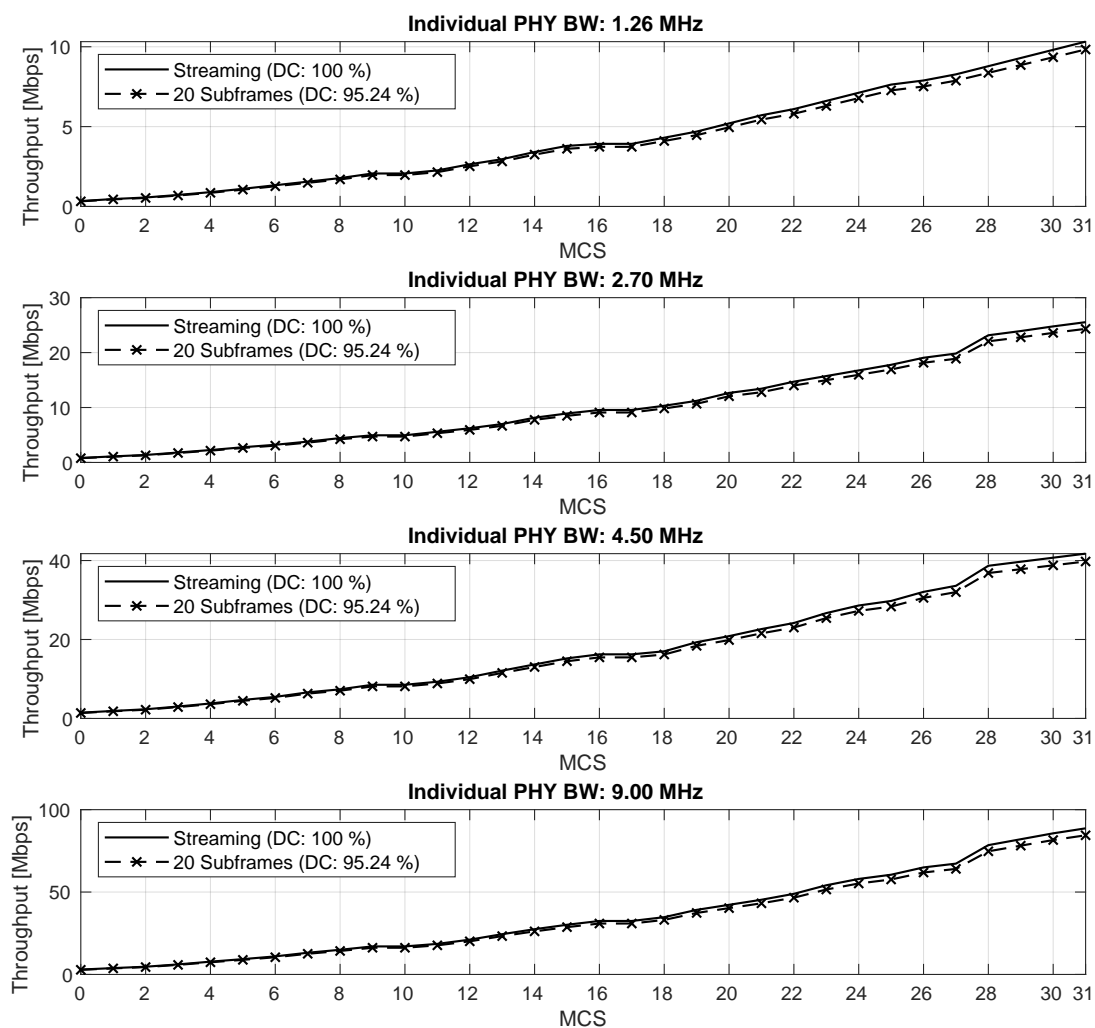 Individual PHY BW: 1.26 MHz
Throughput [Mbps]
10
5
0
Streaming (DC: 100 %)
20 Subframes (DC: 95.24 %)
0 2 4 6 8 10 12 14 16 18 20 22 24 26 28 30 31
MCS
Individual PHY BW: 2.70 MHz
Throughput [Mbps]
30
20
10
0
Streaming (DC: 100 %)
20 Subframes (DC: 95.24 %)
0 2 4 6 8 10 12 14 16 18 20 22 24 26 28 30 31
MCS
Individual PHY BW: 4.50 MHz
Throughput [Mbps]
40
20
0
Streaming (DC: 100 %)
20 Subframes (DC: 95.24 %)
0 2 4 6 8 10 12 14 16 18 20 22 24 26 28 30 31
MCS
Individual PHY BW: 9.00 MHz
Throughput [Mbps]
100
50
0
Streaming (DC: 100 %)
20 Subframes (DC: 95.24 %)
0 2 4 6 8 10 12 14 16 18 20 22 24 26 28 30 31
MCS